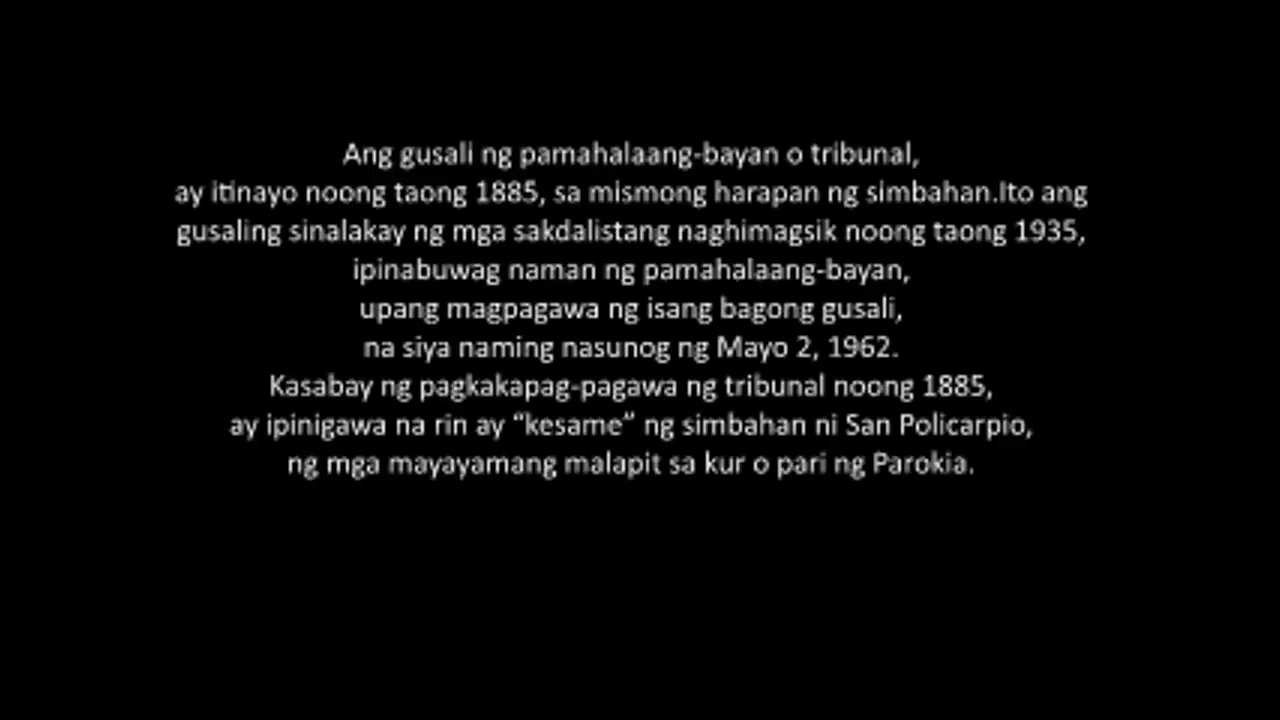 Ang gusali ng pamahalaang-bayan o tribunal,
ay itinayo noong taong 1885, sa mismong harapan ng simbahan.Ito ang
gusaling sinalakay ng mga sakdalistang naghimagsik noong taong 1935,
ipinabuwag naman ng pamahalaang-bayan,
upang magpagawa ng isang bagong gusali,
na siya naming nasunog ng Mayo 2, 1962.
Kasabay ng pagkakapag-pagawa ng tribunal noong 1885,
ay ipinigawa na rin ay “kesame” ng simbahan ni San Policarpio,
ng mga mayayamang malapit sa kur o pari ng Parokia.